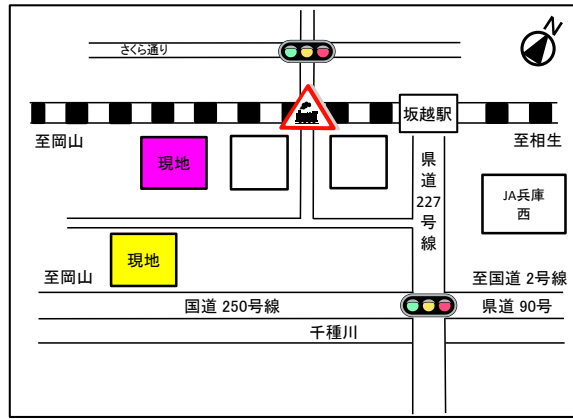 N
さくら通り
坂越駅
至岡山
至相生
現地
県道
227
号線
JA兵庫
西
現地
至岡山
至国道 2号線
国道 250号線
県道 90号
千種川